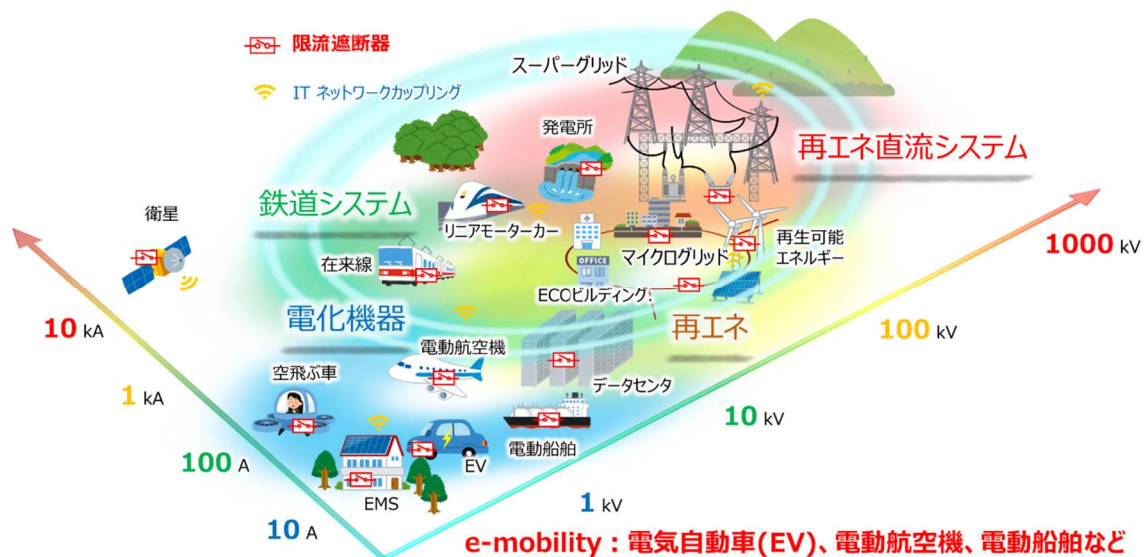 限流遮断器
IT ネットワークカップリング
スーパーグリッド
発電所
再エネ直流システム
鉄道システム
リニアモーターカー
衛星
在来線
OFFICE
マイクログリッド
再生可能
エネルギー
ECOビルディング
1000 kV
10 kA
電化機器
再エネ
100 kV
電動航空機
空飛ぶ車
データセンタ
1 kA
10 kV
100 A
EV
電動船舶
EMS
1 kV
10 A
e-mobility：電気自動車(EV)、電動航空機、電動船舶など